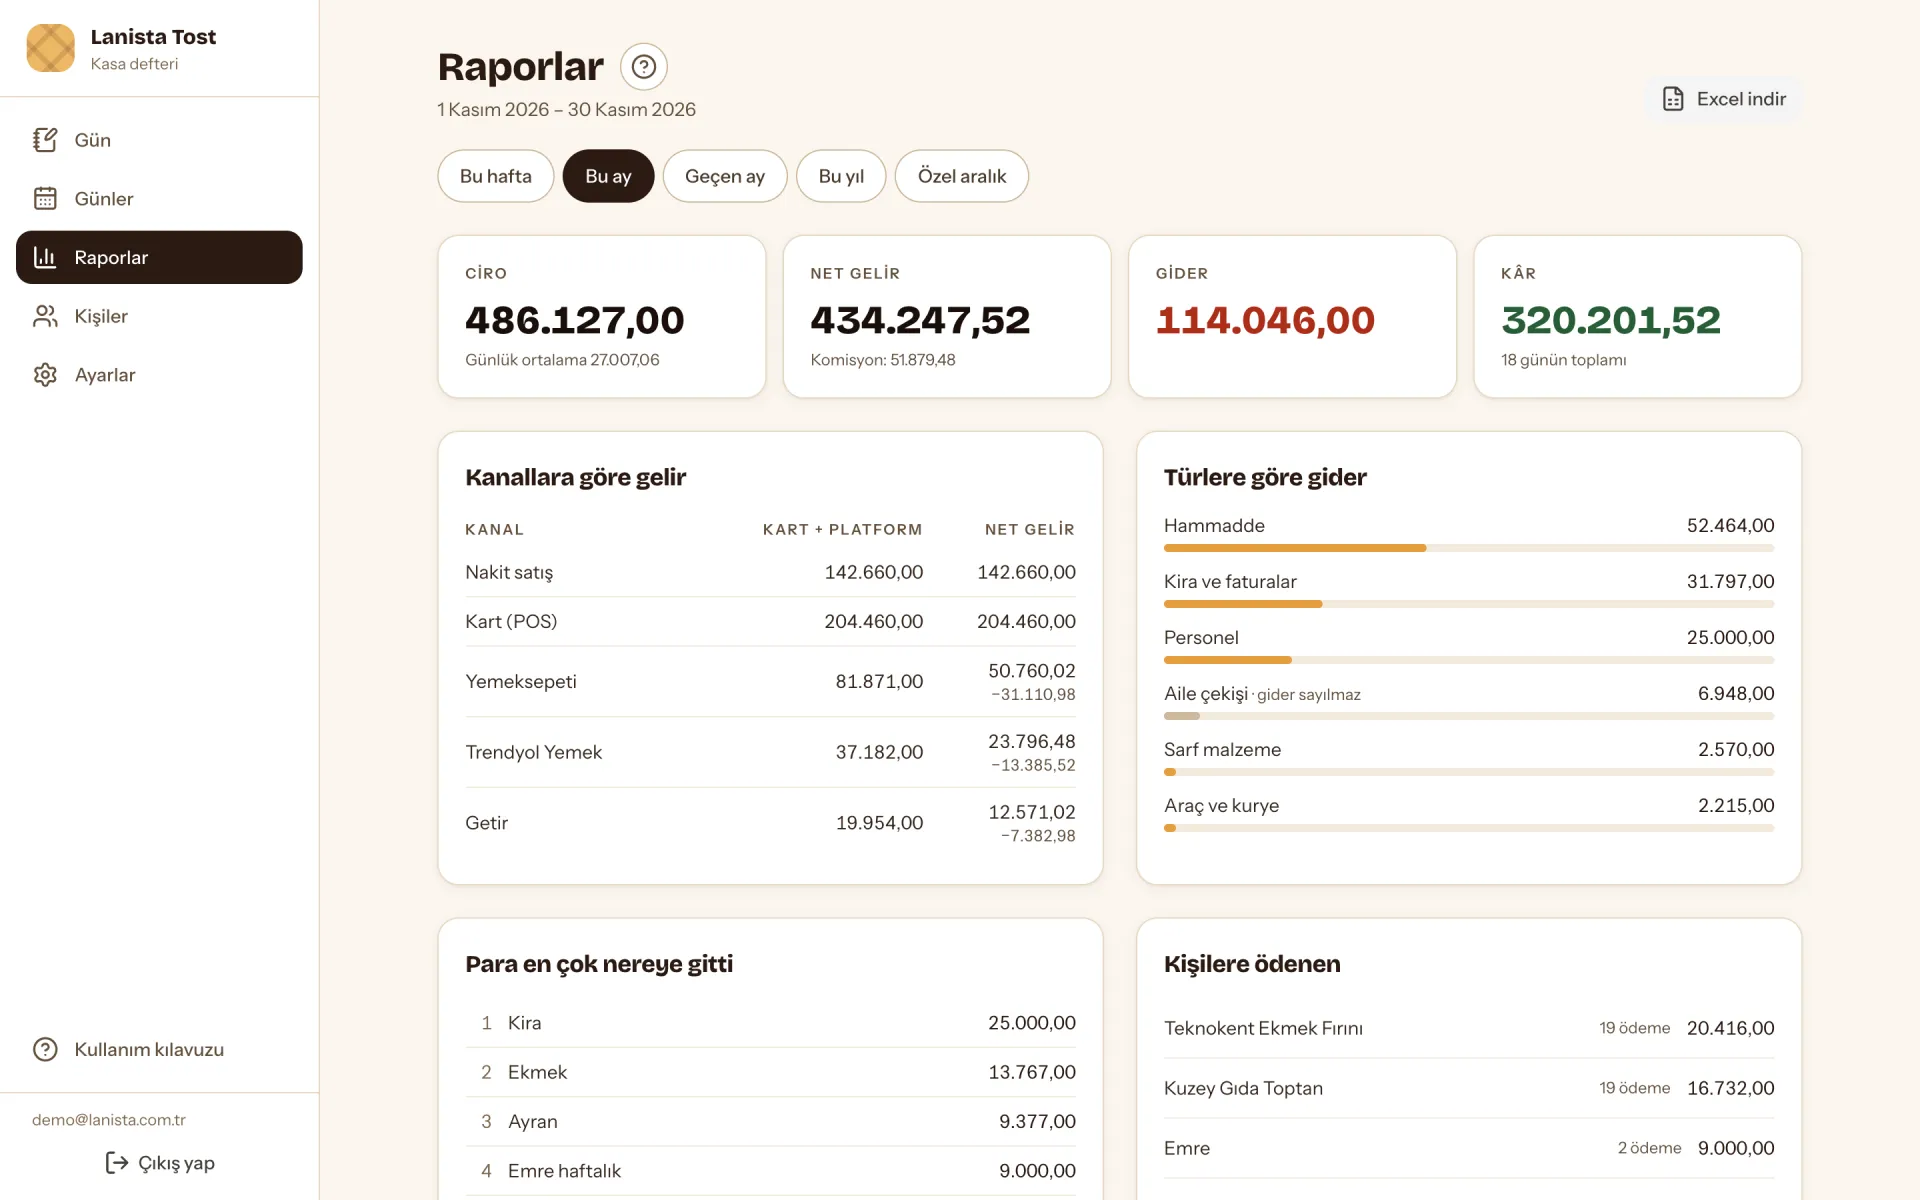 Lanista Tost
Kasa defteri
Gün
Günler
Raporlar
Kişiler
Ayarlar
Kullanım kılavuzu
demo@lanista.com.tr
Çıkış yap
Raporlar
1 Kasım 2026 – 30 Kasım 2026
Excel indir
Bu hafta
Bu ay
Geçen ay
Bu yıl
Özel aralık
CİRO
486.127,00
Günlük ortalama 27.007,06
NET GELİR
434.247,52
Komisyon: 51.879,48
GİDER
114.046,00
KÂR
320.201,52
18 günün toplamı
Kanallara göre gelir
KANAL KART + PLATFORM NET GELİR
Nakit satış 142.660,00 142.660,00
Kart (POS) 204.460,00 204.460,00
Yemeksepeti 81.871,00 50.760,02
−31.110,98
Trendyol Yemek 37.182,00 23.796,48
−13.385,52
Getir 19.954,00 12.571,02
−7.382,98
Türlere göre gider
Hammadde 52.464,00
Kira ve faturalar 31.797,00
Personel 25.000,00
Aile çekişi · gider sayılmaz 6.948,00
Sarf malzeme 2.570,00
Araç ve kurye 2.215,00
Para en çok nereye gitti
1 Kira 25.000,00
2 Ekmek 13.767,00
3 Ayran 9.377,00
4 Emre haftalık 9.000,00
Kişilere ödenen
Teknokent Ekmek Fırını 19 ödeme 20.416,00
Kuzey Gıda Toptan 19 ödeme 16.732,00
Emre 2 ödeme 9.000,00